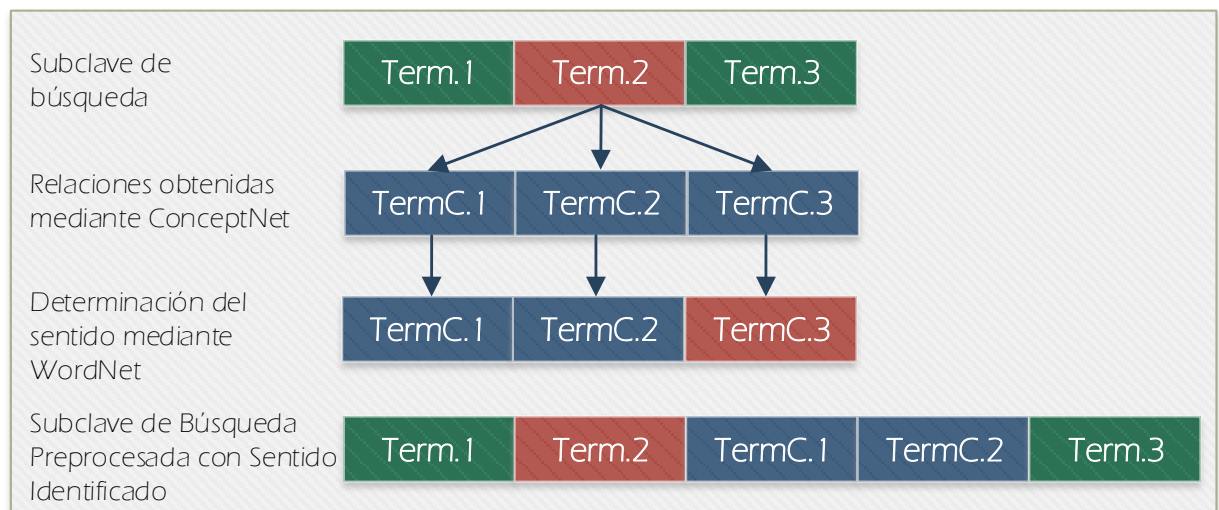 Subclave de
búsqueda
Term.1 Term.2 Term.3
Relaciones obtenidas
mediante ConceptNet
TermC.1 TermC.2 TermC.3
Determinación del
sentido mediante
WordNet
TermC.1 TermC.2 TermC.3
Subclave de Búsqueda
Preprocesada con Sentido
Identificado
Term.1 Term.2 TermC.1 TermC.2 Term.3